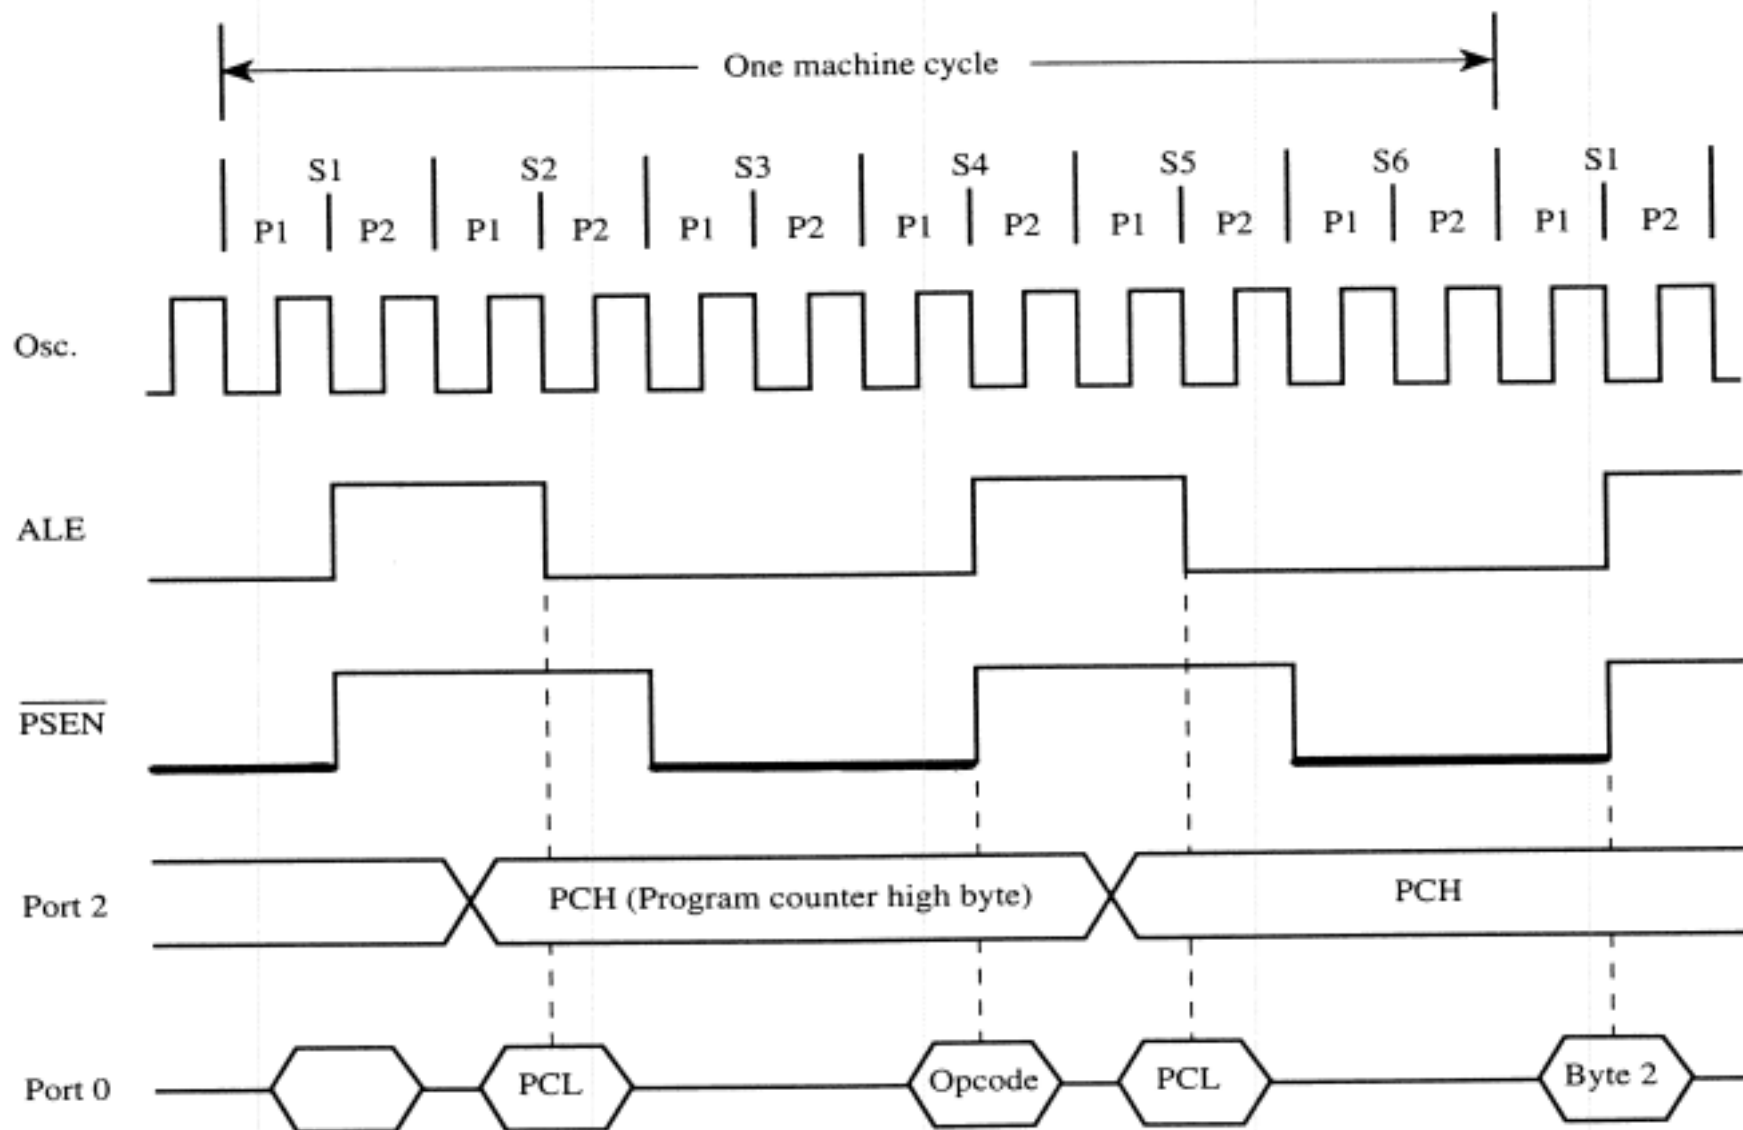 One machine cycle
S1 S2 S3 S4 S5 S6 S1
P1 P2 P1 P2 P1 P2 P1 P2 P1 P2 P1 P2 P1 P2
Osc.
ALE
PSEN
Port 2 PCH (Program counter high byte) PCH
Port 0 PCL Opcode PCL Byte 2